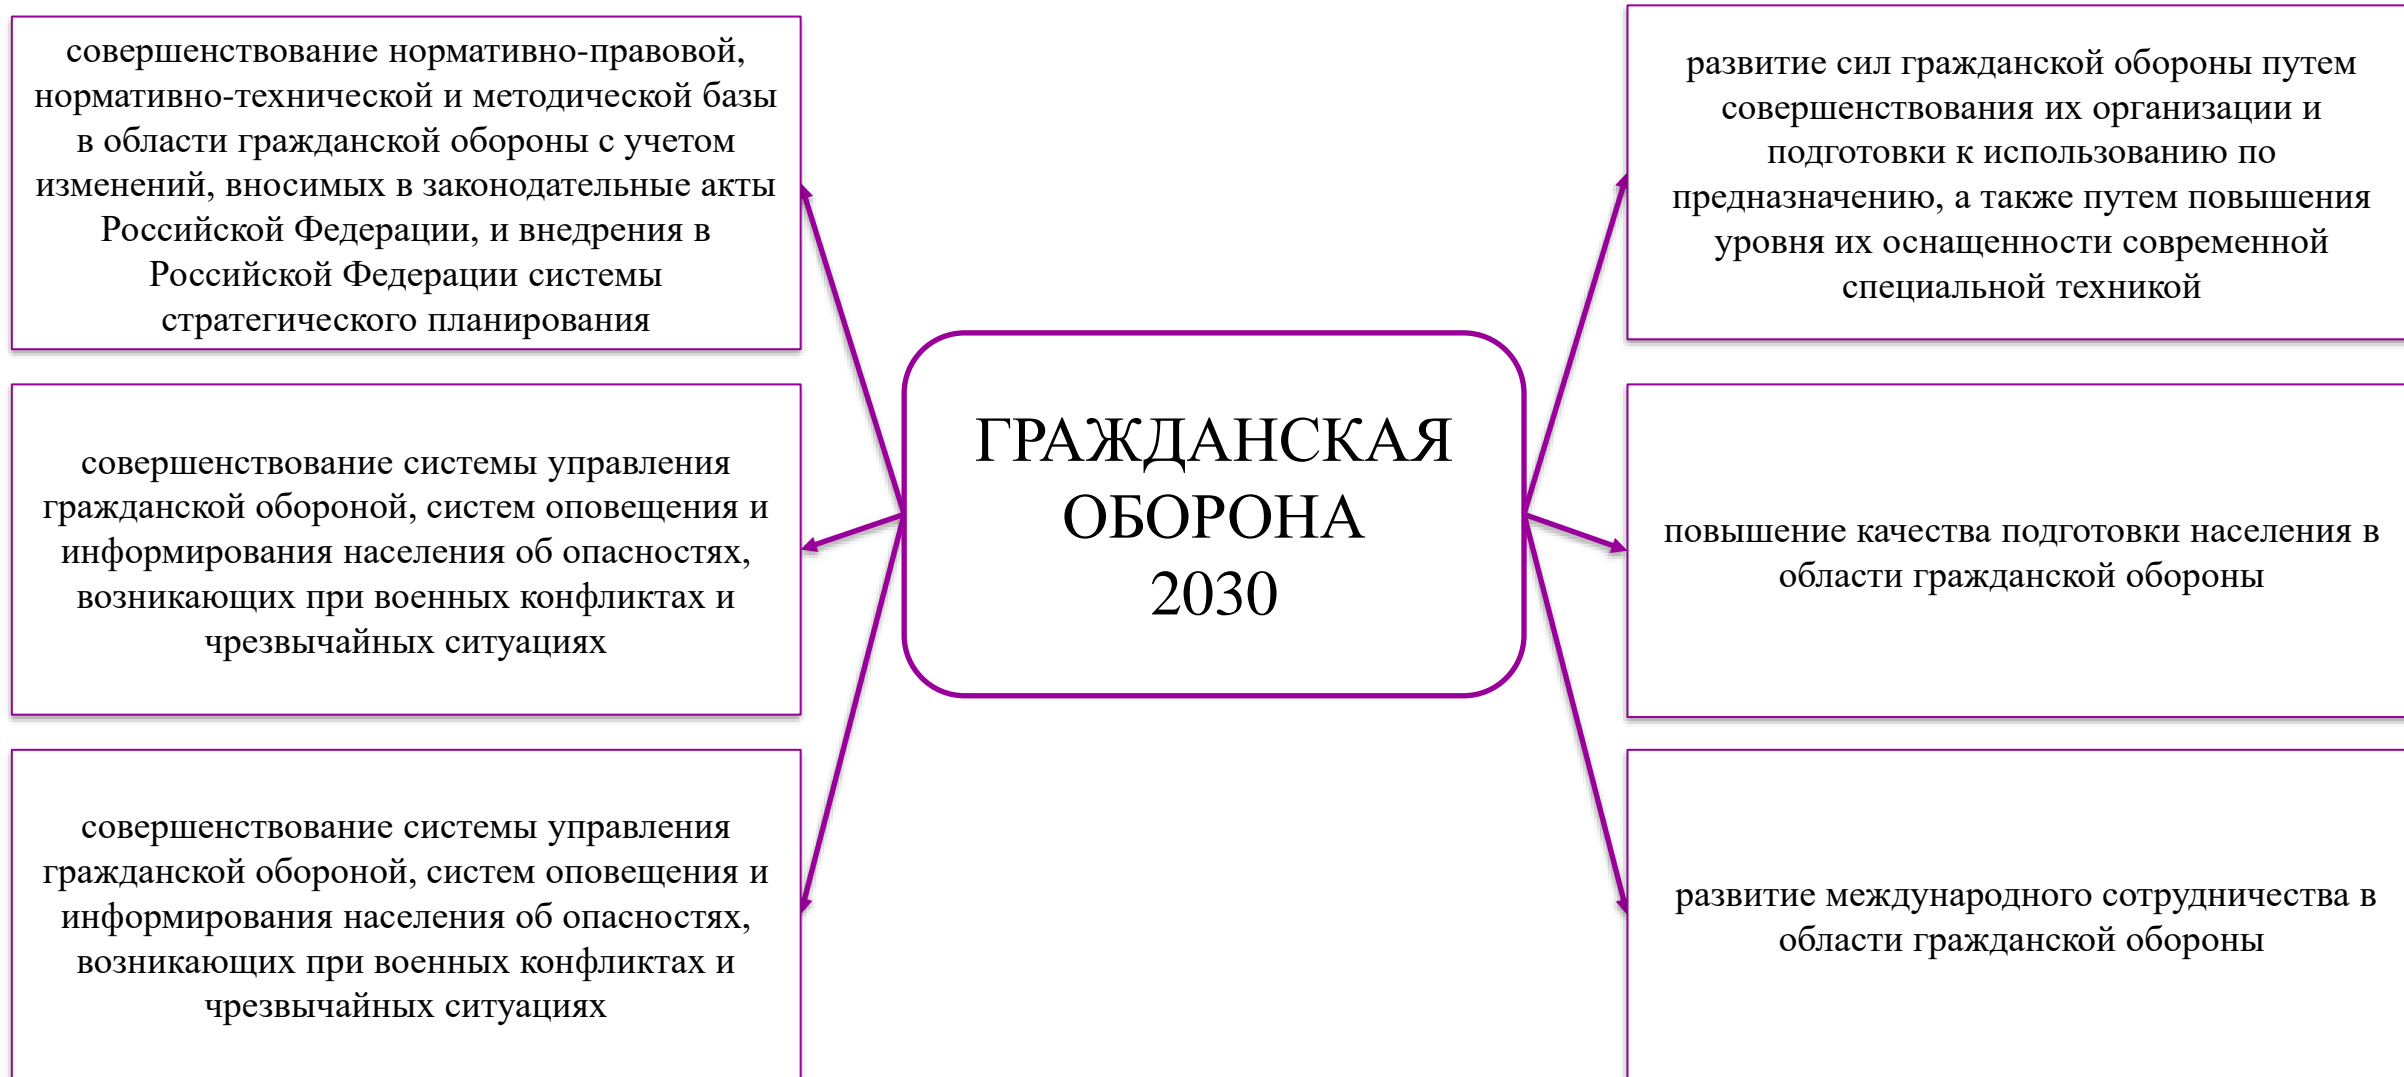 совершенствование нормативно-правовой,
нормативно-технической и методической базы
в области гражданской обороны с учетом
изменений, вносимых в законодательные акты
Российской Федерации, и внедрения в
Российской Федерации системы
стратегического планирования
совершенствование системы управления
гражданской обороной, систем оповещения и
информирования населения об опасностях,
возникающих при военных конфликтах и
чрезвычайных ситуациях
совершенствование системы управления
гражданской обороной, систем оповещения и
информирования населения об опасностях,
возникающих при военных конфликтах и
чрезвычайных ситуациях
ГРАЖДАНСКАЯ
ОБОРОНА
2030
развитие сил гражданской обороны путем
совершенствования их организации и
подготовки к использованию по
предназначению, а также путем повышения
уровня их оснащенности современной
специальной техникой
повышение качества подготовки населения в
области гражданской обороны
развитие международного сотрудничества в
области гражданской обороны